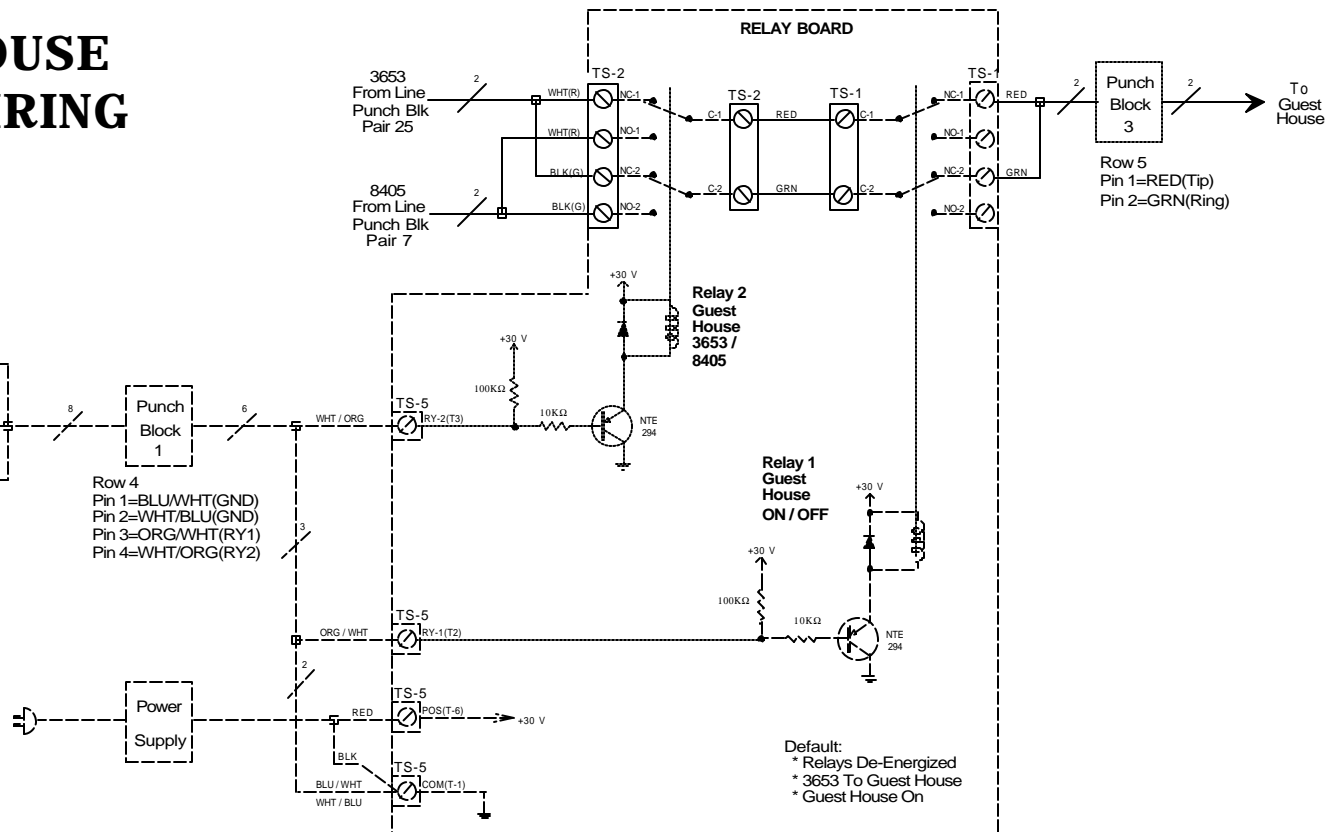 OUSE
IRING
RELAY BOARD
3653
From Line
Punch Blk
Pair 25
2
WHT(R)
WHT(R)
BLK(G)
BLK(G)
TS-2
NC-1
NO-1
NC-2
NO-2
8405
From Line
Punch Blk
Pair 7
2
C-1
C-2
TS-2
RED
GRN
TS-1
C-1
C-2
NC-1
NO-1
NC-2
NO-2
TS-1
RED
GRN
2
Punch
Block
3
2
To
Guest
House
Row 5
Pin 1=RED(Tip)
Pin 2=GRN(Ring)
+30 V
Relay 2
Guest
House
3653 /
8405
+30 V
100KΩ
10KΩ
NTE
294
8
Punch
Block
1
6
WHT / ORG
TS-5
RY-2(T3)
Row 4
Pin 1=BLU/WHT(GND)
Pin 2=WHT/BLU(GND)
Pin 3=ORG/WHT(RY1)
Pin 4=WHT/ORG(RY2)
3
Relay 1
Guest
House
ON / OFF
+30 V
+30 V
100KΩ
10KΩ
NTE
294
ORG / WHT
TS-5
RY-1(T2)
2
Power
Supply
RED
TS-5
POS(T-6)
+30 V
BLK
BLU / WHT
WHT / BLU
TS-5
COM(T-1)
Default:
* Relays De-Energized
* 3653 To Guest House
* Guest House On